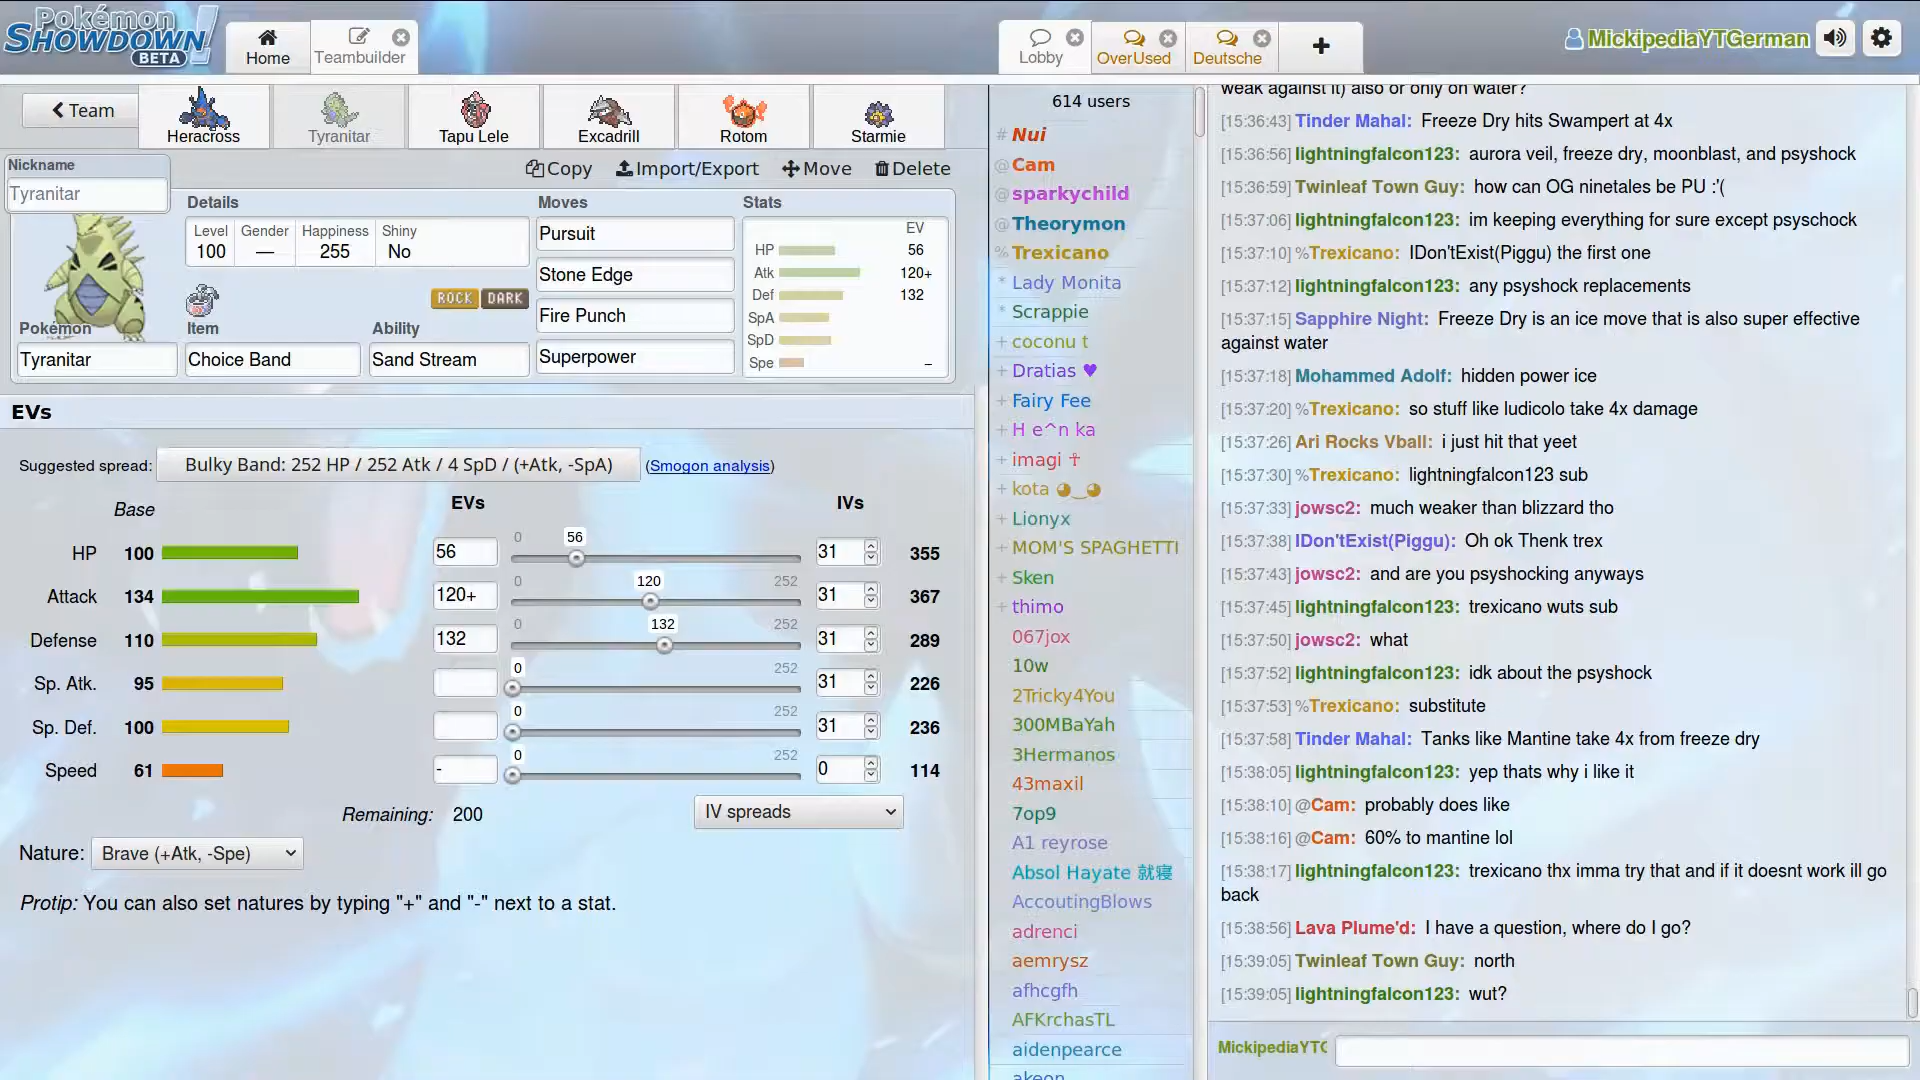 Pokémon
SHOWDOWN!
BETA
Home
Teambuilder
Lobby
OverUsed
Deutsche
+
MickipediaYTGerman
Team
Heracross
Tyranitar
Tapu Lele
Excadrill
Rotom
Starmie
Copy
Import/Export
Move
Delete
Nickname
Tyranitar
Details
Level Gender Happiness Shiny
100 — 255 No
ROCK DARK
Pokémon
Tyranitar
Item
Choice Band
Ability
Sand Stream
Moves
Pursuit
Stone Edge
Fire Punch
Superpower
Stats
EV
HP 56
Atk 120+
Def 132
SpA
SpD
Spe −
EVs
Suggested spread: Bulky Band: 252 HP / 252 Atk / 4 SpD / (+Atk, -SpA) (Smogon analysis)
Base EVs IVs
HP 100 56 0 56 31 355
Attack 134 120+ 0 120 252 31 367
Defense 110 132 0 132 252 31 289
Sp. Atk. 95 0 252 31 226
Sp. Def. 100 0 252 31 236
Speed 61 - 0 252 0 114
Remaining: 200 IV spreads
Nature: Brave (+Atk, -Spe)
Protip: You can also set natures by typing "+" and "-" next to a stat.
614 users
# Nui
@ Cam
@ sparkychild
@ Theorymon
% Trexicano
* Lady Monita
* Scrappie
+ coconu t
+ Dratias ♥
+ Fairy Fee
+ H e^n ka
+ imagi ☥
+ kota ◕‿◕
+ Lionyx
+ MOM'S SPAGHETTI
+ Sken
+ thimo
067jox
10w
2Tricky4You
300MBaYah
3Hermanos
43maxil
7op9
A1 reyrose
Absol Hayate 就寝
AccoutingBlows
adrenci
aemrysz
afhcgfh
AFKrchasTL
aidenpearce
akeon
weak against it) also or only on water?
[15:36:43] Tinder Mahal: Freeze Dry hits Swampert at 4x
[15:36:56] lightningfalcon123: aurora veil, freeze dry, moonblast, and psyshock
[15:36:59] Twinleaf Town Guy: how can OG ninetales be PU :'(
[15:37:06] lightningfalcon123: im keeping everything for sure except psyschock
[15:37:10] %Trexicano: IDon'tExist(Piggu) the first one
[15:37:12] lightningfalcon123: any psyshock replacements
[15:37:15] Sapphire Night: Freeze Dry is an ice move that is also super effective
against water
[15:37:18] Mohammed Adolf: hidden power ice
[15:37:20] %Trexicano: so stuff like ludicolo take 4x damage
[15:37:26] Ari Rocks Vball: i just hit that yeet
[15:37:30] %Trexicano: lightningfalcon123 sub
[15:37:33] jowsc2: much weaker than blizzard tho
[15:37:38] IDon'tExist(Piggu): Oh ok Thenk trex
[15:37:43] jowsc2: and are you psyshocking anyways
[15:37:45] lightningfalcon123: trexicano wuts sub
[15:37:50] jowsc2: what
[15:37:52] lightningfalcon123: idk about the psyshock
[15:37:53] %Trexicano: substitute
[15:37:58] Tinder Mahal: Tanks like Mantine take 4x from freeze dry
[15:38:05] lightningfalcon123: yep thats why i like it
[15:38:10] @Cam: probably does like
[15:38:16] @Cam: 60% to mantine lol
[15:38:17] lightningfalcon123: trexicano thx imma try that and if it doesnt work ill go
back
[15:38:56] Lava Plume'd: I have a question, where do I go?
[15:39:05] Twinleaf Town Guy: north
[15:39:05] lightningfalcon123: wut?
MickipediaYTG